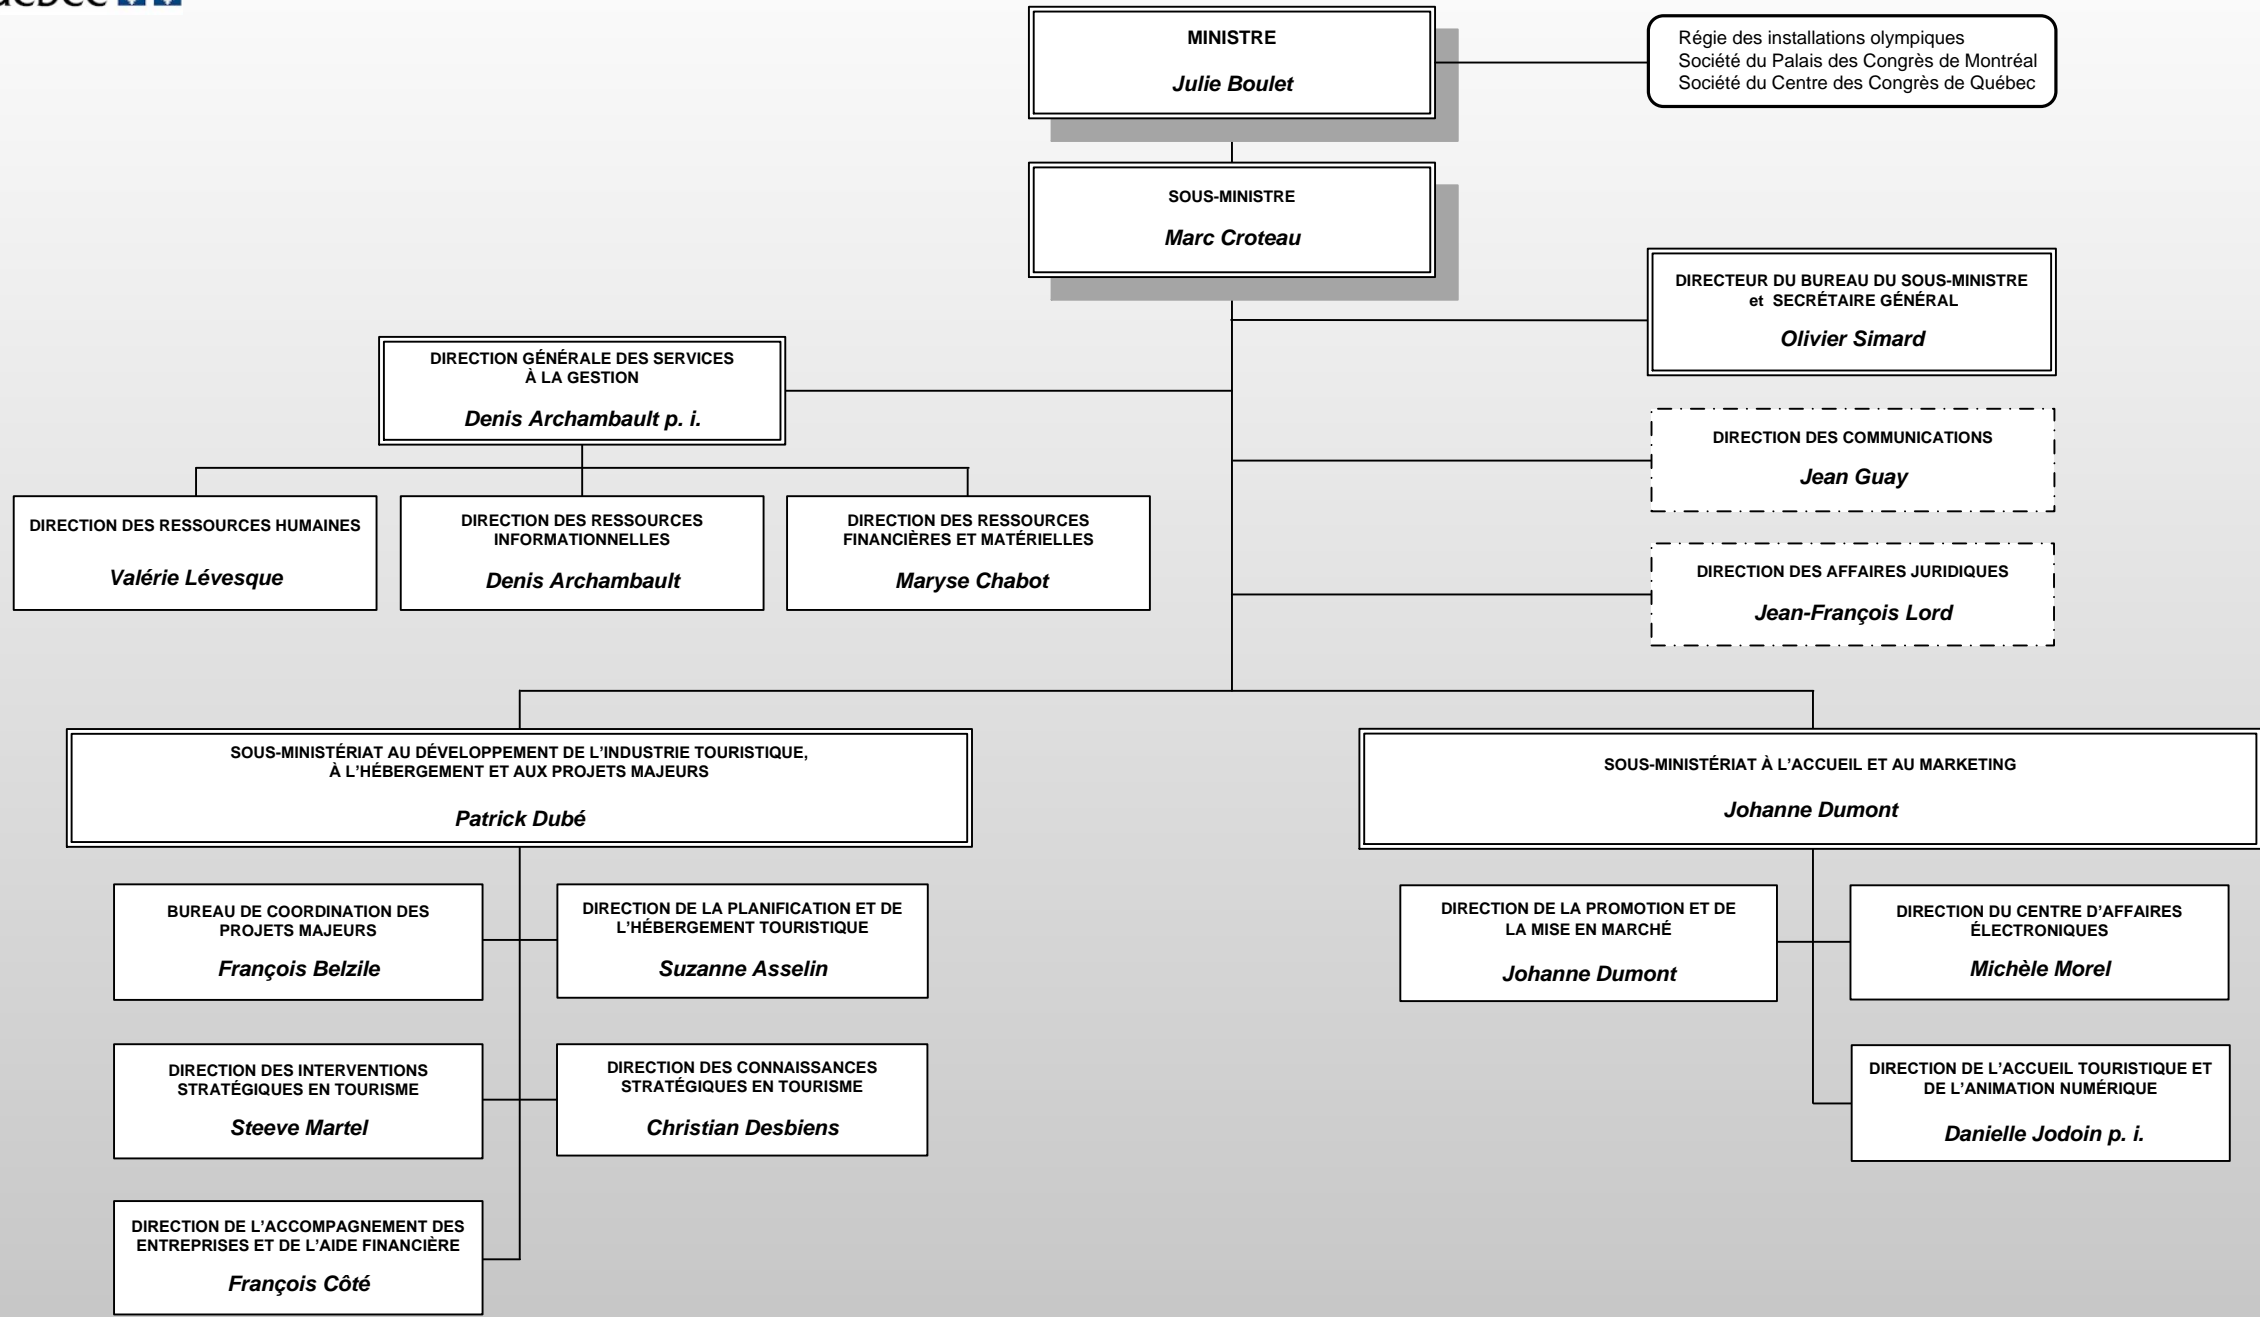 MINISTRE
Julie Boulet
Régie des installations olympiques
Société du Palais des Congrès de Montréal
Société du Centre des Congrès de Québec
SOUS-MINISTRE
Marc Croteau
DIRECTEUR DU BUREAU DU SOUS-MINISTRE
et SECRÉTAIRE GÉNÉRAL
Olivier Simard
DIRECTION GÉNÉRALE DES SERVICES
À LA GESTION
Denis Archambault p. i.
DIRECTION DES COMMUNICATIONS
Jean Guay
DIRECTION DES RESSOURCES HUMAINES
Valérie Lévesque
DIRECTION DES RESSOURCES
INFORMATIONNELLES
Denis Archambault
DIRECTION DES RESSOURCES
FINANCIÈRES ET MATÉRIELLES
Maryse Chabot
DIRECTION DES AFFAIRES JURIDIQUES
Jean-François Lord
SOUS-MINISTÉRIAT AU DÉVELOPPEMENT DE L’INDUSTRIE TOURISTIQUE,
À L’HÉBERGEMENT ET AUX PROJETS MAJEURS
Patrick Dubé
SOUS-MINISTÉRIAT À L’ACCUEIL ET AU MARKETING
Johanne Dumont
BUREAU DE COORDINATION DES
PROJETS MAJEURS
François Belzile
DIRECTION DE LA PLANIFICATION ET DE
L’HÉBERGEMENT TOURISTIQUE
Suzanne Asselin
DIRECTION DE LA PROMOTION ET DE
LA MISE EN MARCHÉ
Johanne Dumont
DIRECTION DU CENTRE D’AFFAIRES
ÉLECTRONIQUES
Michèle Morel
DIRECTION DES INTERVENTIONS
STRATÉGIQUES EN TOURISME
Steeve Martel
DIRECTION DES CONNAISSANCES
STRATÉGIQUES EN TOURISME
Christian Desbiens
DIRECTION DE L’ACCUEIL TOURISTIQUE ET
DE L’ANIMATION NUMÉRIQUE
Danielle Jodoin p. i.
DIRECTION DE L’ACCOMPAGNEMENT DES
ENTREPRISES ET DE L’AIDE FINANCIÈRE
François Côté